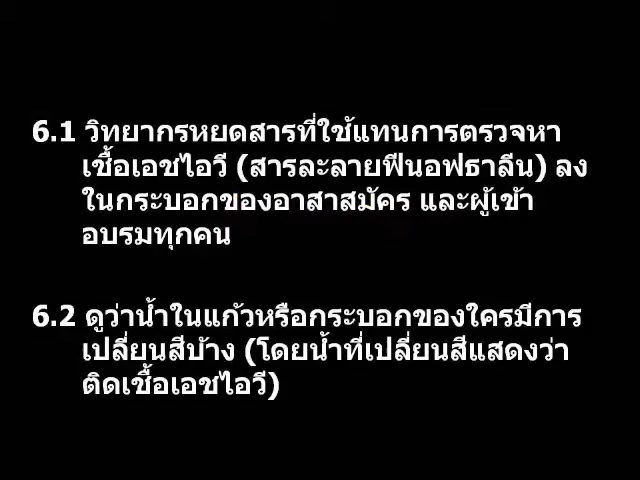 6.1 วิทยากรหยดสารที่ใช้แทนการตรวจหา
เชื้อเอชไอวี (สารละลายฟีนอฟธาลีน) ลง
ในกระบอกของอาสาสมัคร และผู้เข้า
อบรมทุกคน
6.2 ดูว่าน้ำในแก้วหรือกระบอกของใครมีการ
เปลี่ยนสีบ้าง (โดยน้ำที่เปลี่ยนสีแสดงว่า
ติดเชื้อเอชไอวี)